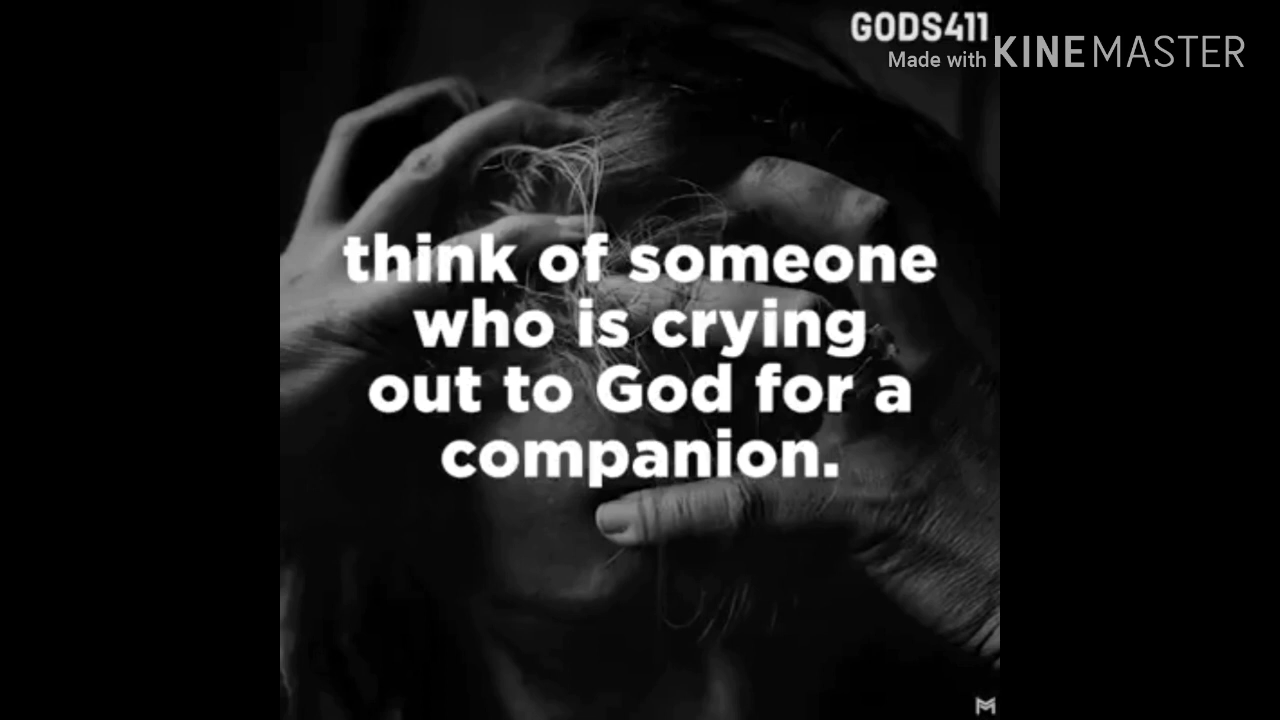 GODS411
Made with KINEMASTER
think of someone
who is crying
out to God for a
companion.